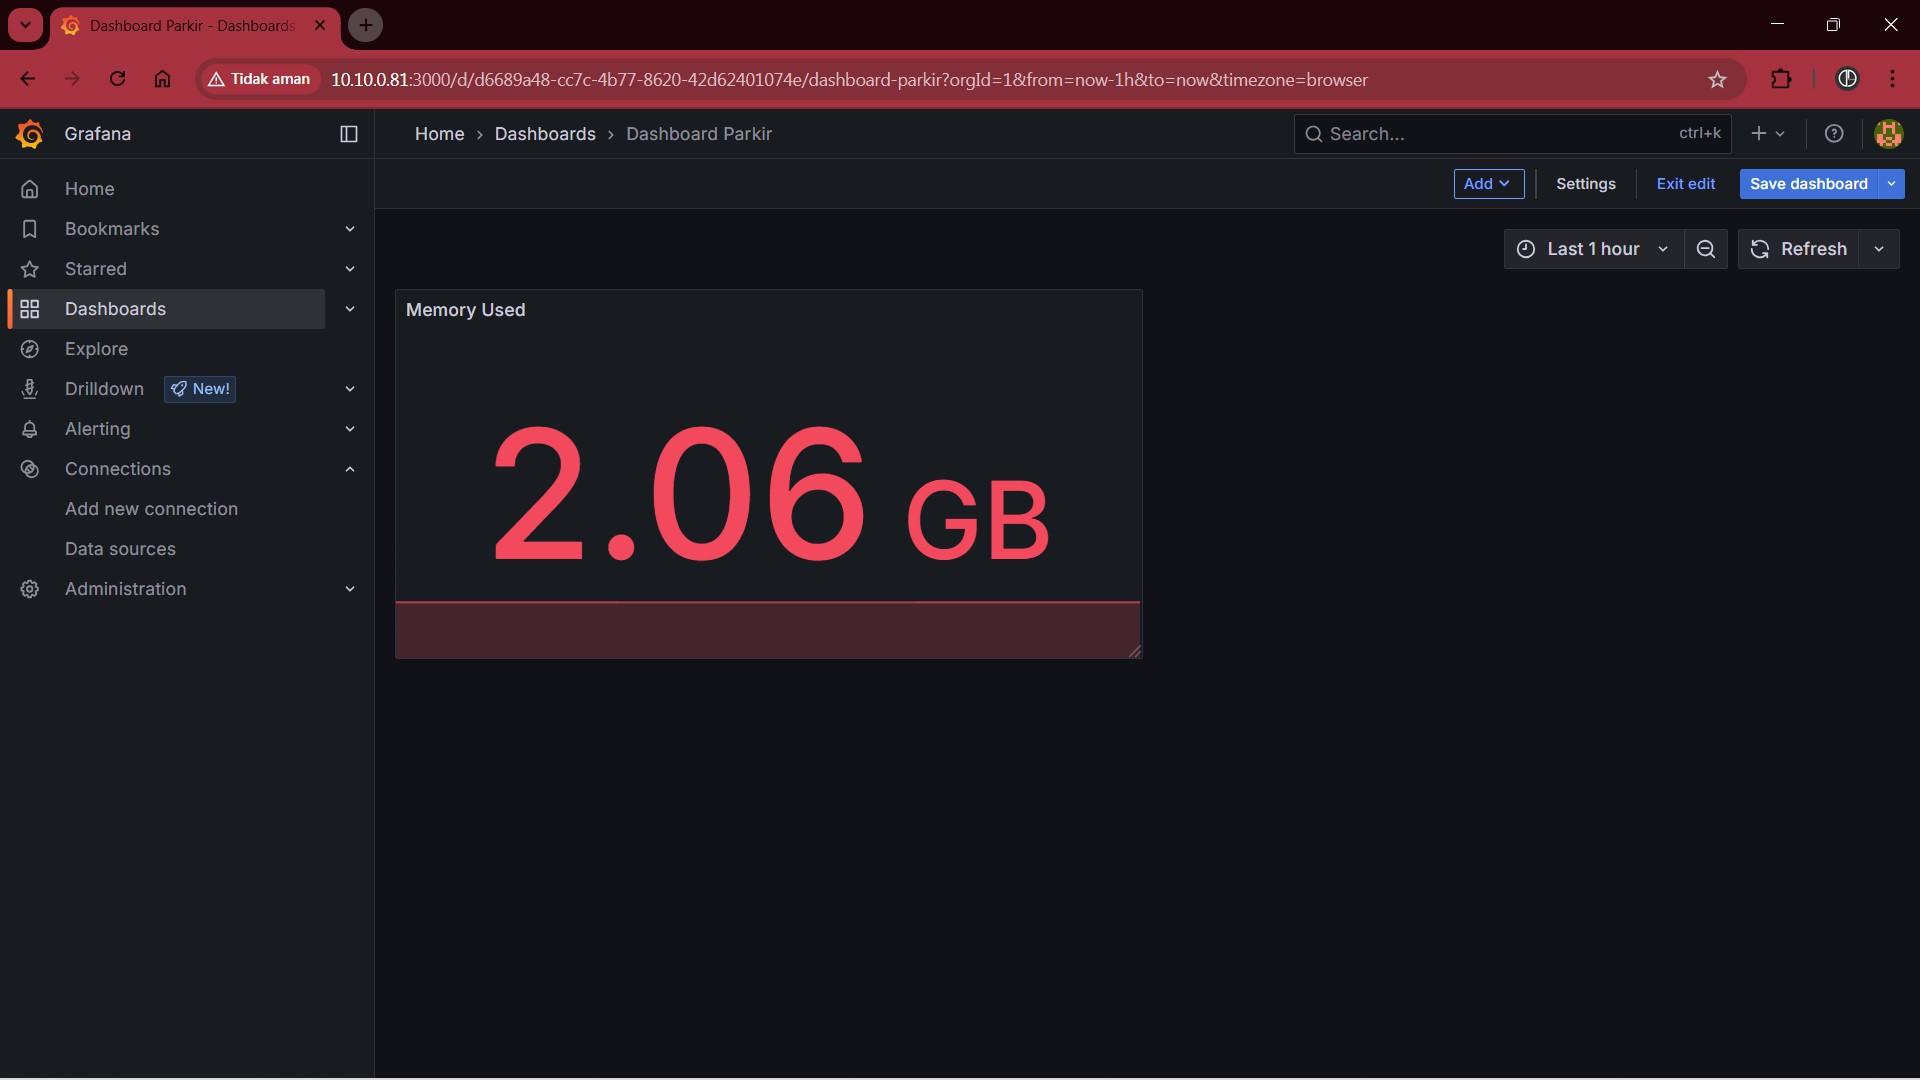 Dashboard Parkir - Dashboards
Tidak aman
10.10.0.81:3000/d/d6689a48-cc7c-4b77-8620-42d62401074e/dashboard-parkir?orgId=1&from=now-1h&to=now&timezone=browser
Grafana
Home › Dashboards › Dashboard Parkir
Search...
ctrl+k
Home
Bookmarks
Starred
Dashboards
Explore
Drilldown
New!
Alerting
Connections
Add new connection
Data sources
Administration
Add
Settings
Exit edit
Save dashboard
Last 1 hour
Refresh
Memory Used
2.06 GB